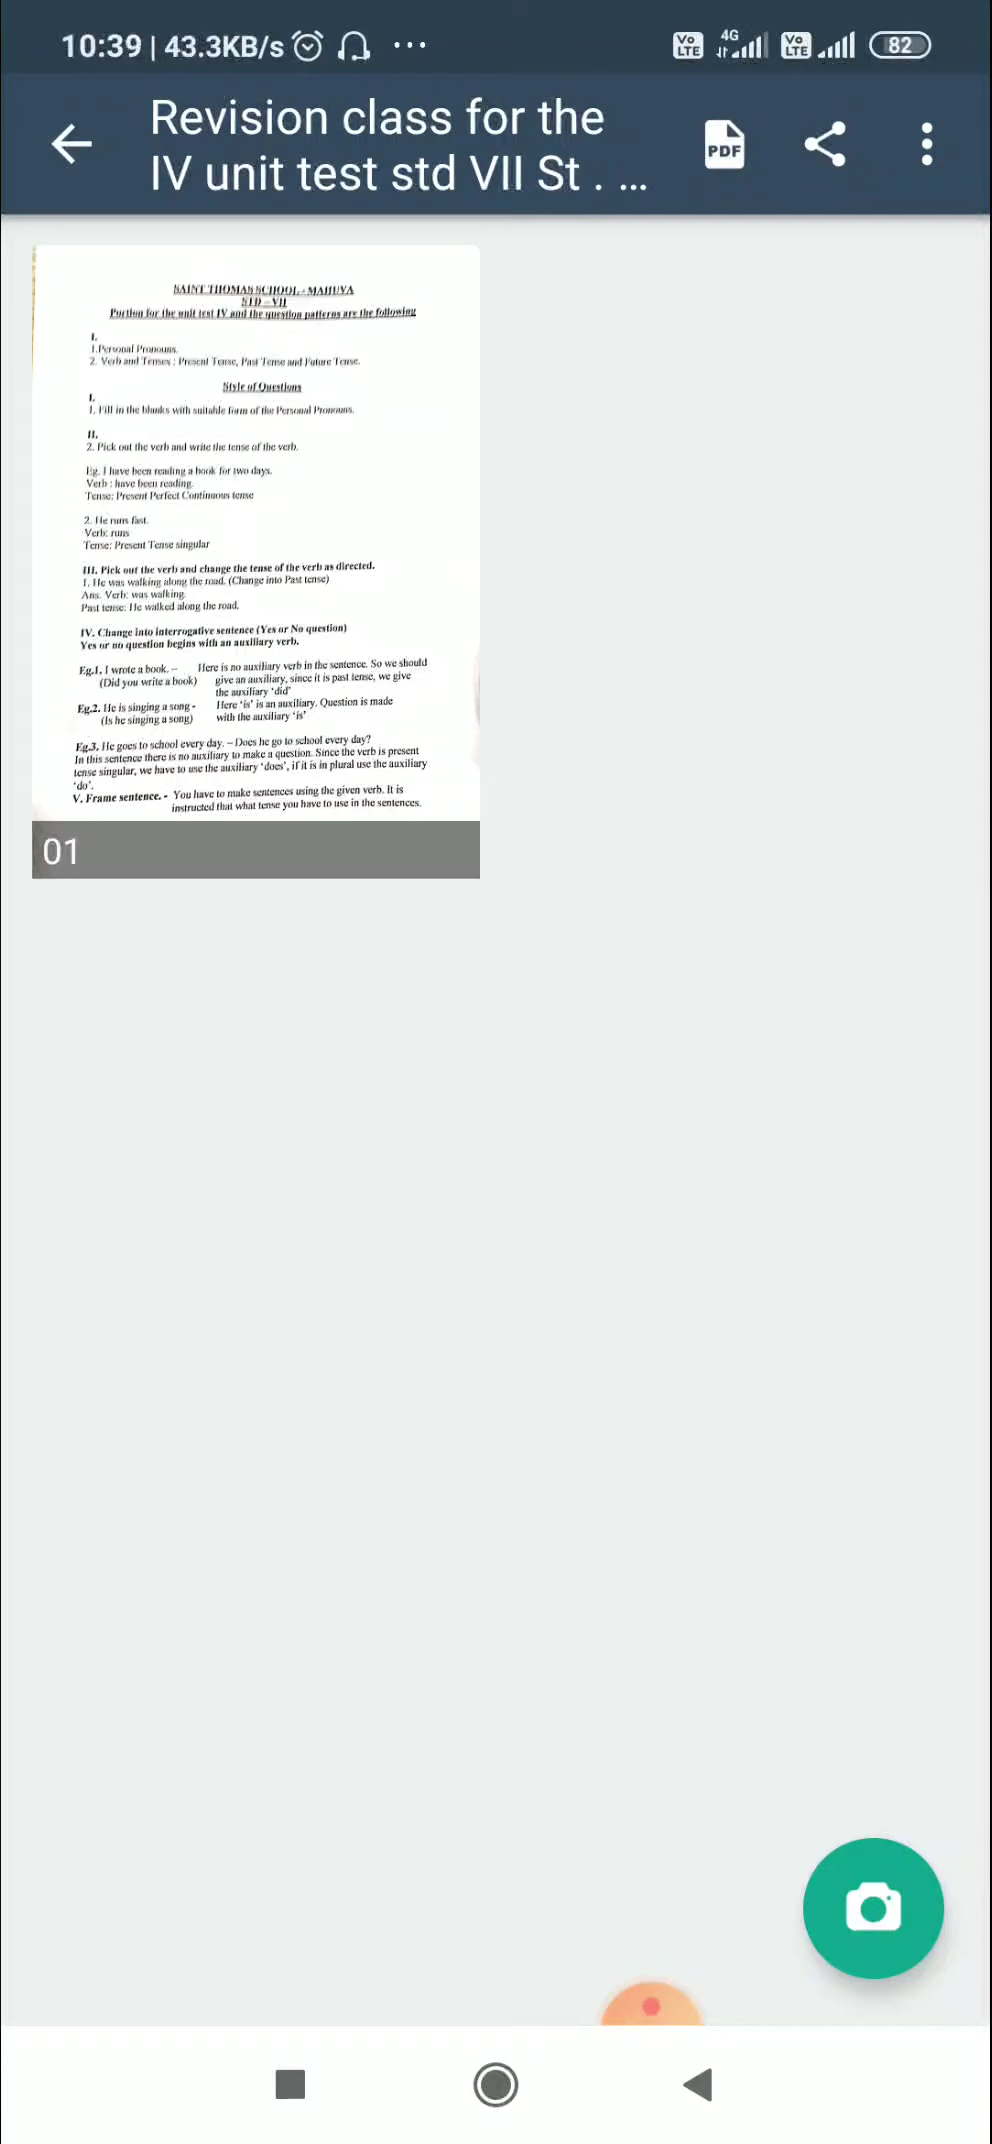 10:39 | 43.3KB/s ...
Vo LTE 4G Vo LTE 82
Revision class for the
IV unit test std VII St . ...
PDF
SAINT THOMAS SCHOOL - MAHUVA
STD – VII
Portion for the unit test IV and the question patterns are the following
I.
1.Personal Pronouns.
2. Verb and Tenses : Present Tense, Past Tense and Future Tense.
Style of Questions
I.
1. Fill in the blanks with suitable form of the Personal Pronouns.
II.
2. Pick out the verb and write the tense of the verb.
Eg. I have been reading a book for two days.
Verb : have been reading
Tense: Present Perfect Continuous tense
2. He runs fast.
Verb: runs
Tense: Present Tense singular
III. Pick out the verb and change the tense of the verb as directed.
1. He was walking along the road. (Change into Past tense)
Ans. Verb: was walking
Past tense: He walked along the road.
IV. Change into interrogative sentence (Yes or No question)
Yes or no question begins with an auxiliary verb.
Eg.1. I wrote a book. – Here is no auxiliary verb in the sentence. So we should
(Did you write a book) give an auxiliary, since it is past tense, we give
the auxiliary ‘did’
Eg.2. He is singing a song - Here ‘is’ is an auxiliary. Question is made
(Is he singing a song) with the auxiliary ‘is’
Eg.3. He goes to school every day. – Does he go to school every day?
In this sentence there is no auxiliary to make a question. Since the verb is present
tense singular, we have to use the auxiliary ‘does’, if it is in plural use the auxiliary
‘do’.
V. Frame sentence. - You have to make sentences using the given verb. It is
instructed that what tense you have to use in the sentences.
01